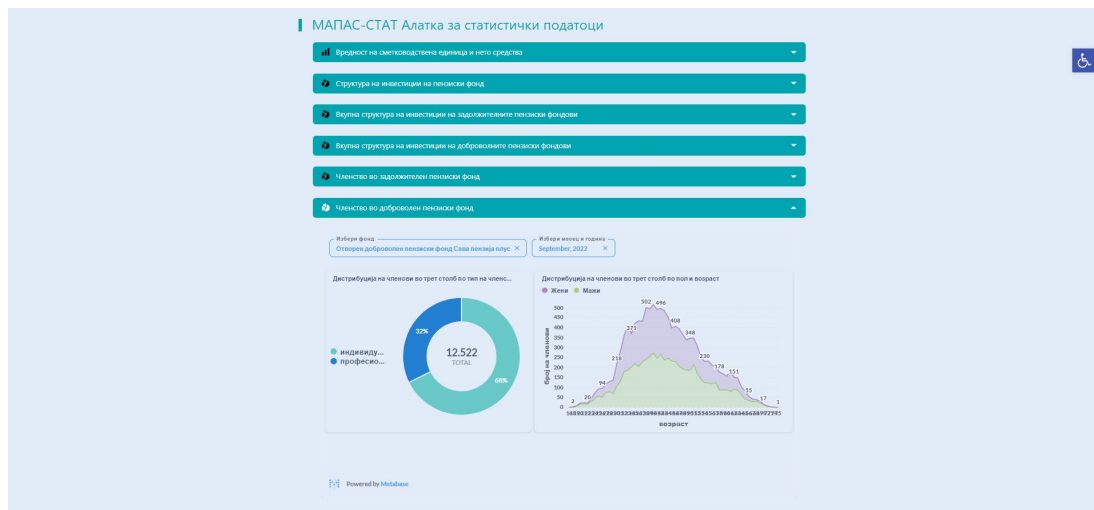 МАПАС-СТАТ Алатка за статистички податоци
Вредност на сметководствена единица и нето средства
Структура на инвестиции на пензиски фонд
Вкупна структура на инвестиции на задолжителните пензиски фондови
Вкупна структура на инвестиции на доброволните пензиски фондови
Членство во задолжителен пензиски фонд
Членство во доброволен пензиски фонд
Избери фонд
Отворен доброволен пензиски фонд Сава пензија плус
Избери месец и година
September, 2022
Дистрибуција на членови во трет столб по тип на членс...
32%
12.522
TOTAL
68%
индивиду...
професио...
Дистрибуција на членови во трет столб по пол и возраст
Жени Мажи
број на членови
500
450
400
350
300
250
200
150
100
50
0
2
20
94
218
371
502
496
408
348
230
178
151
55
17
1
возраст
Powered by Metabase